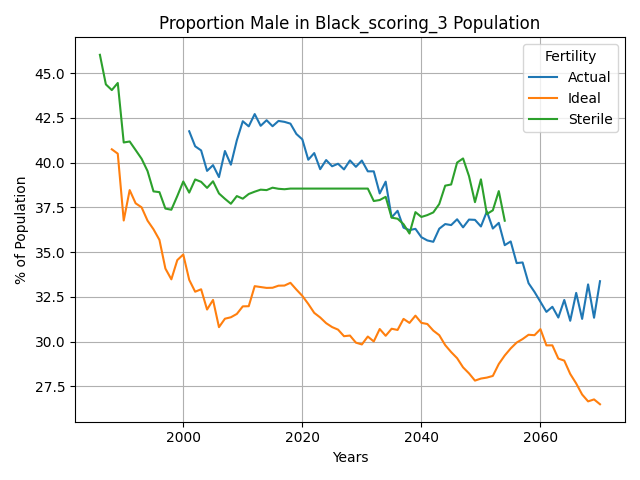 Proportion Male in Black_scoring_3 Population
Fertility
Actual
Ideal
Sterile
% of Population
45.0
42.5
40.0
37.5
35.0
32.5
30.0
27.5
2000
2020
2040
2060
Years